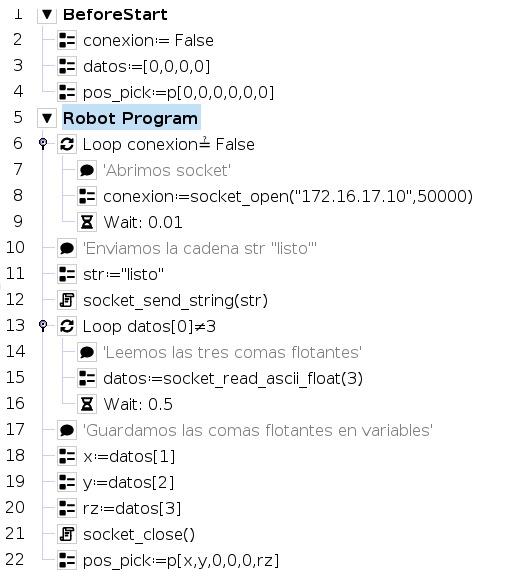 1 BeforeStart
2 conexion:= False
3 datos:=[0,0,0,0]
4 pos_pick:=p[0,0,0,0,0,0]
5 Robot Program
6 Loop conexion≟ False
7 'Abrimos socket'
8 conexion:=socket_open("172.16.17.10",50000)
9 Wait: 0.01
10 'Enviamos la cadena str "listo"'
11 str:="listo"
12 socket_send_string(str)
13 Loop datos[0]≠3
14 'Leemos las tres comas flotantes'
15 datos:=socket_read_ascii_float(3)
16 Wait: 0.5
17 'Guardamos las comas flotantes en variables'
18 x:=datos[1]
19 y:=datos[2]
20 rz:=datos[3]
21 socket_close()
22 pos_pick:=p[x,y,0,0,0,rz]